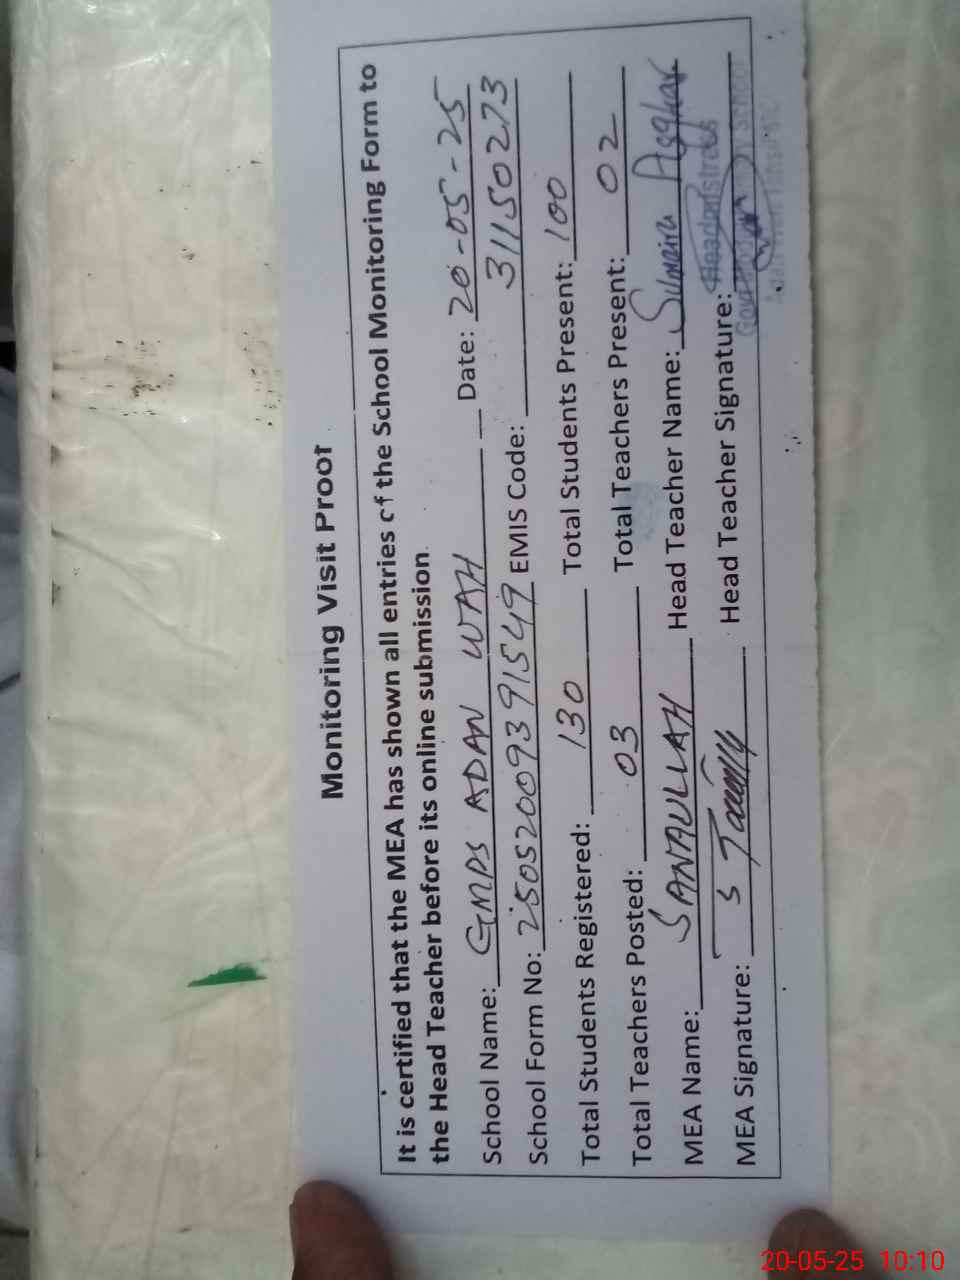 Monitoring Visit Proof
It is certified that the MEA has shown all entries of the School Monitoring Form to
the Head Teacher before its online submission.
School Name: GMPS ADAN WAH Date: 20-05-25
School Form No: 2505200939 91549 EMIS Code: 31150273
Total Students Registered: 130 Total Students Present: 100
Total Teachers Posted: 03 Total Teachers Present: 02
MEA Name: SANAULLAH Head Teacher Name: Sumaira Asghar
MEA Signature: Head Teacher Signature:
Headmistress
20-05-25 10:10